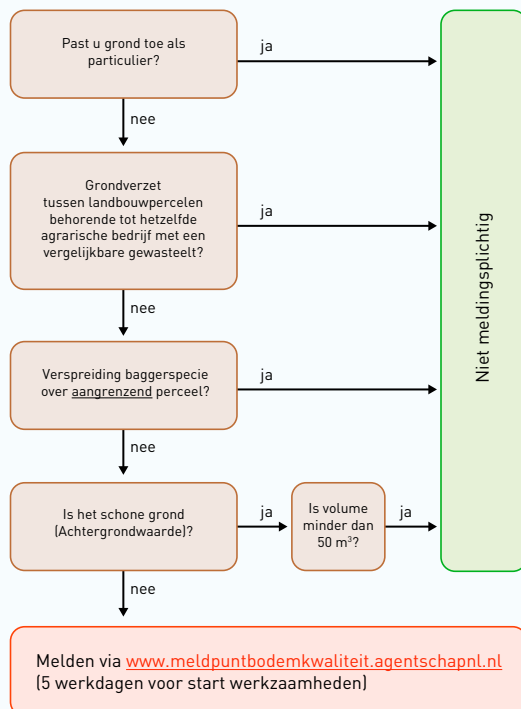 Past u grond toe als
particulier?
ja
nee
Grondverzet
tussen landbouwpercelen
behorende tot hetzelfde
agrarische bedrijf met een
vergelijkbare gewasteelt?
ja
nee
Verspreiding baggerspecie
over aangrenzend perceel?
ja
nee
Is het schone grond
(Achtergrondwaarde)?
ja
Is volume
minder dan
50 m³?
ja
nee
Niet meldingsplichtig
Melden via www.meldpuntbodemkwaliteit.agentschapnl.nl
(5 werkdagen voor start werkzaamheden)